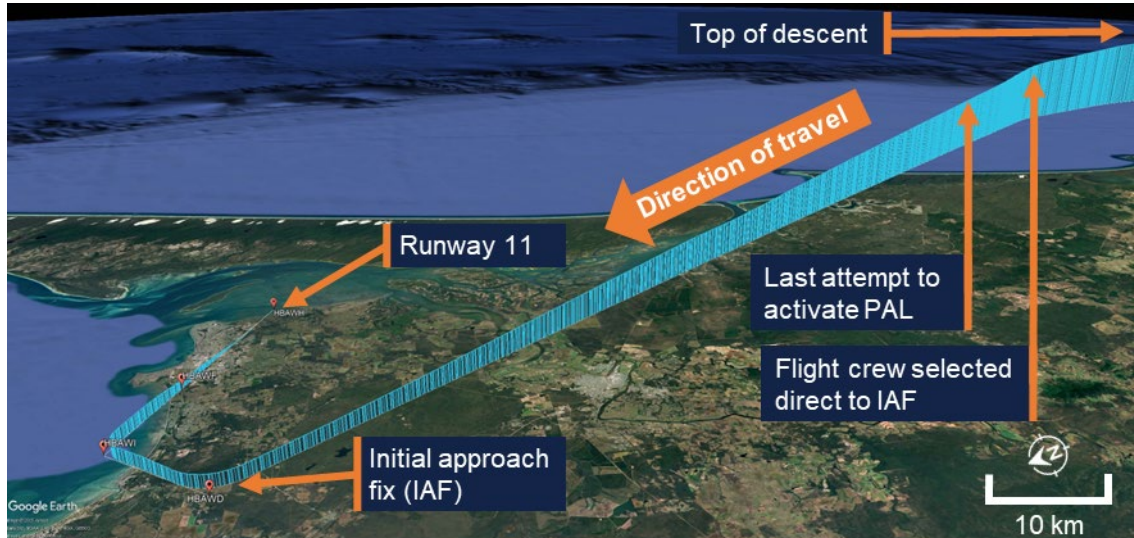 Top of descent
Direction of travel
Runway 11
HBAWH
Last attempt to
activate PAL
HBAWF
Flight crew selected
direct to IAF
HBAWI
Initial approach
fix (IAF)
HBAWD
N
Google Earth
10 km